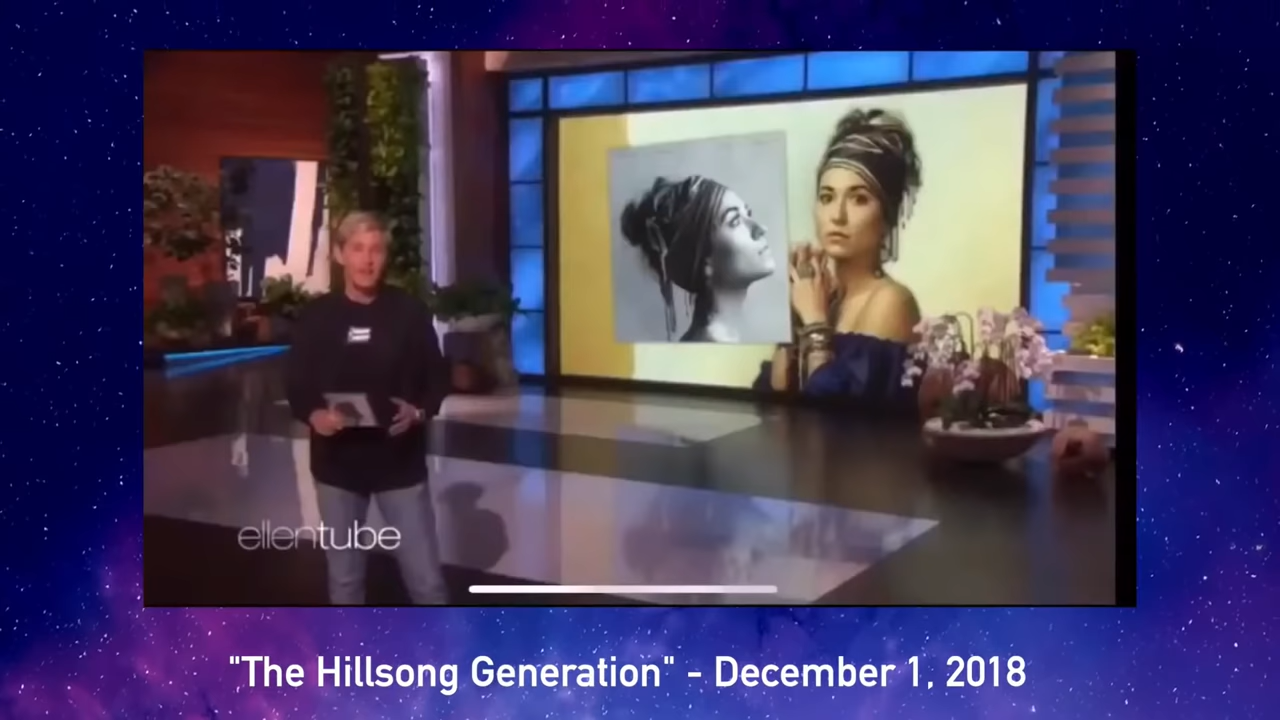 ellentube
"The Hillsong Generation" - December 1, 2018